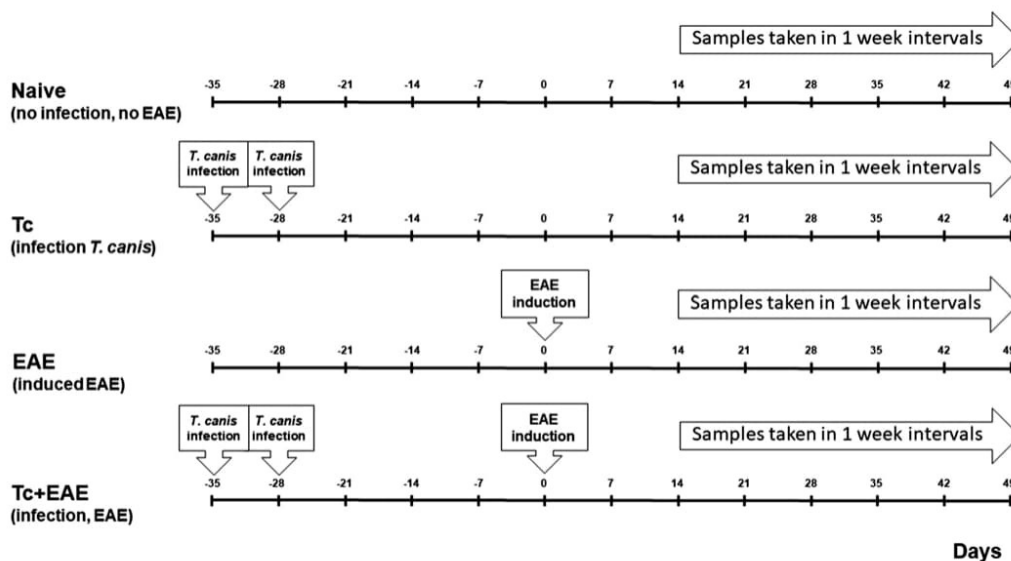 Samples taken in 1 week intervals
-35 -28 -21 -14 -7 0 7 14 21 28 35 42 49
Naive
(no infection, no EAE)
T. canis infection
T. canis infection
Samples taken in 1 week intervals
-35 -28 -21 -14 -7 0 7 14 21 28 35 42 49
Tc
(infection T. canis)
EAE
induction
Samples taken in 1 week intervals
-35 -28 -21 -14 -7 0 7 14 21 28 35 42 49
EAE
(induced EAE)
T. canis infection
T. canis infection
EAE
induction
Samples taken in 1 week intervals
-35 -28 -21 -14 -7 0 7 14 21 28 35 42 49
Tc+EAE
(infection, EAE)
Days